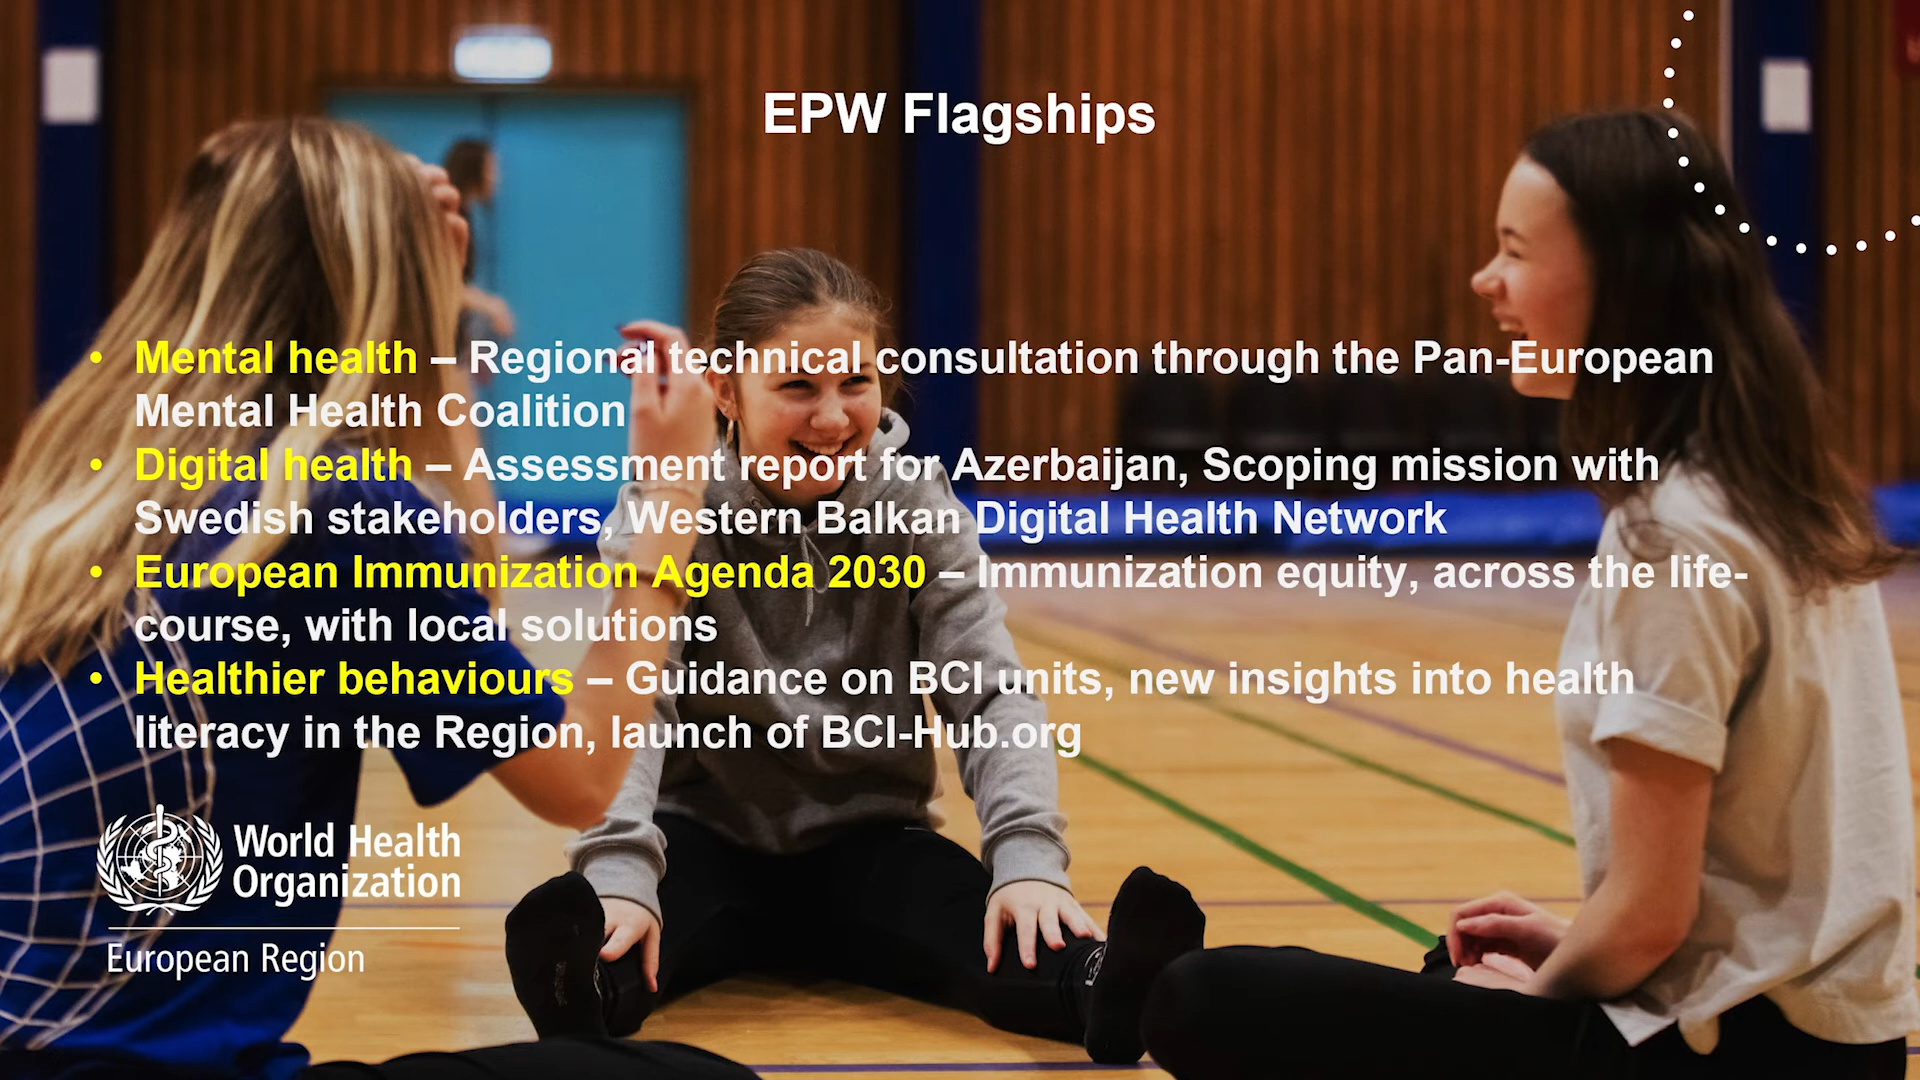 EPW Flagships
• Mental health – Regional technical consultation through the Pan-European
Mental Health Coalition
• Digital health – Assessment report for Azerbaijan, Scoping mission with
Swedish stakeholders, Western Balkan Digital Health Network
• European Immunization Agenda 2030 – Immunization equity, across the life-
course, with local solutions
• Healthier behaviours – Guidance on BCI units, new insights into health
literacy in the Region, launch of BCI-Hub.org
World Health
Organization
European Region